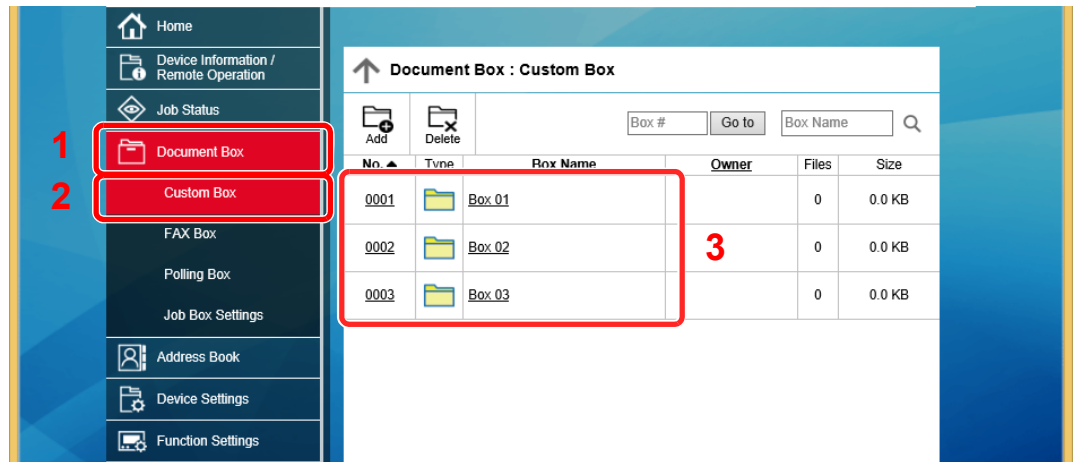 Home
Device Information /
Remote Operation
Job Status
1
Document Box
2
Custom Box
FAX Box
Polling Box
Job Box Settings
Address Book
Device Settings
Function Settings
Document Box : Custom Box
Add
Delete
Box #
Go to
Box Name
No. Type Box Name Owner Files Size
0001 Box 01 0 0.0 KB
0002 Box 02 0 0.0 KB
3
0003 Box 03 0 0.0 KB